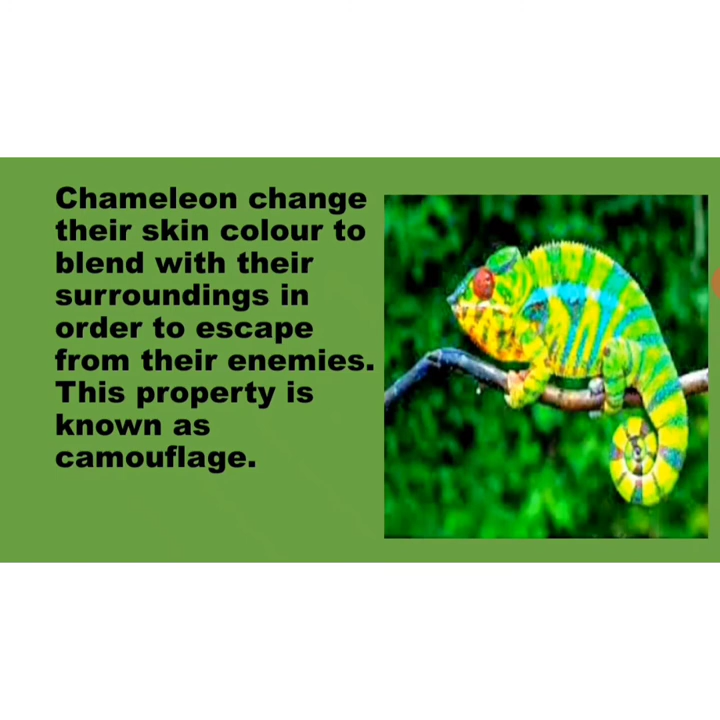 Chameleon change
their skin colour to
blend with their
surroundings in
order to escape
from their enemies.
This property is
known as
camouflage.